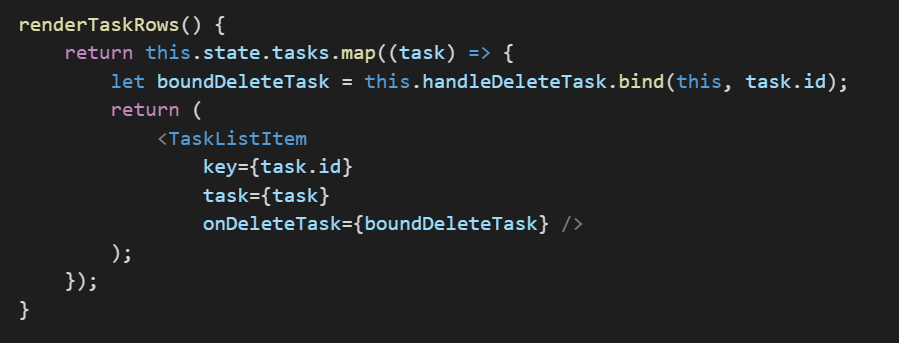 renderTaskRows() {
    return this.state.tasks.map((task) => {
        let boundDeleteTask = this.handleDeleteTask.bind(this, task.id);
        return (
            <TaskListItem
                key={task.id}
                task={task}
                onDeleteTask={boundDeleteTask} />
        );
    });
}